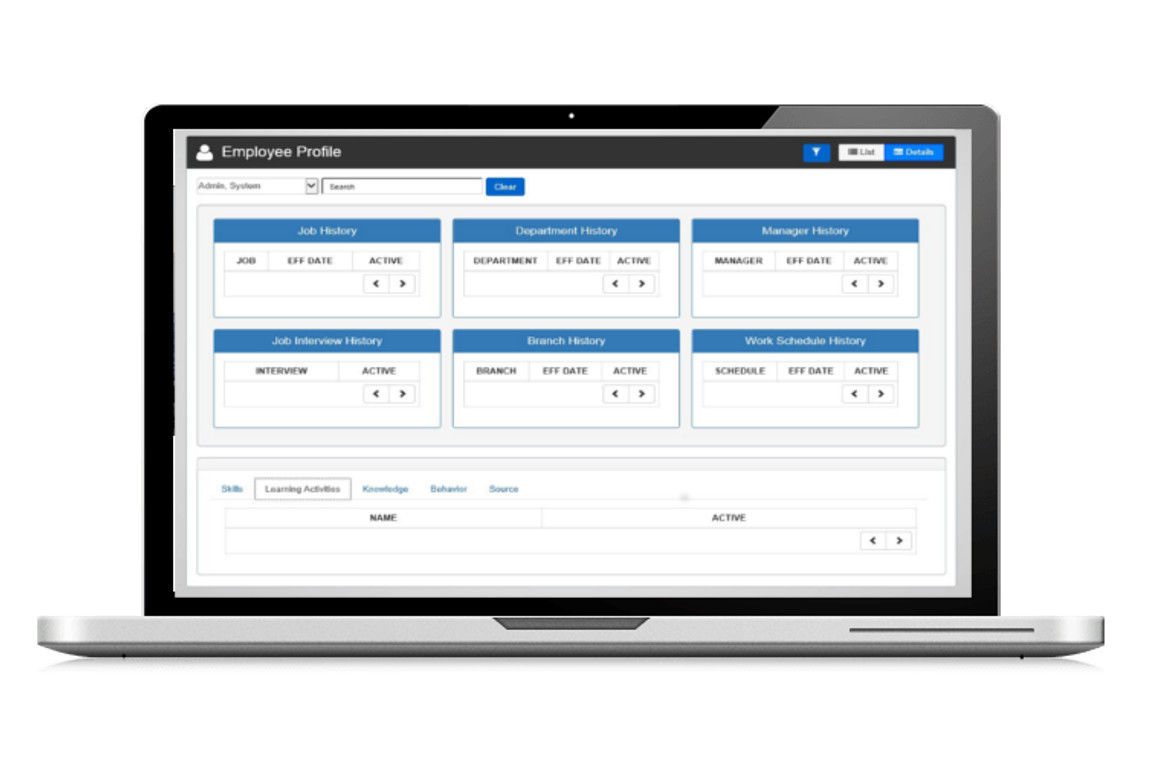 Employee Profile
List
Details
Admin, System
Search
Clear
Job History
Department History
Manager History
JOB EFF DATE ACTIVE
DEPARTMENT EFF DATE ACTIVE
MANAGER EFF DATE ACTIVE
Job Interview History
Branch History
Work Schedule History
INTERVIEW ACTIVE
BRANCH EFF DATE ACTIVE
SCHEDULE EFF DATE ACTIVE
Skills Learning Activities Knowledge Behavior Source
NAME ACTIVE